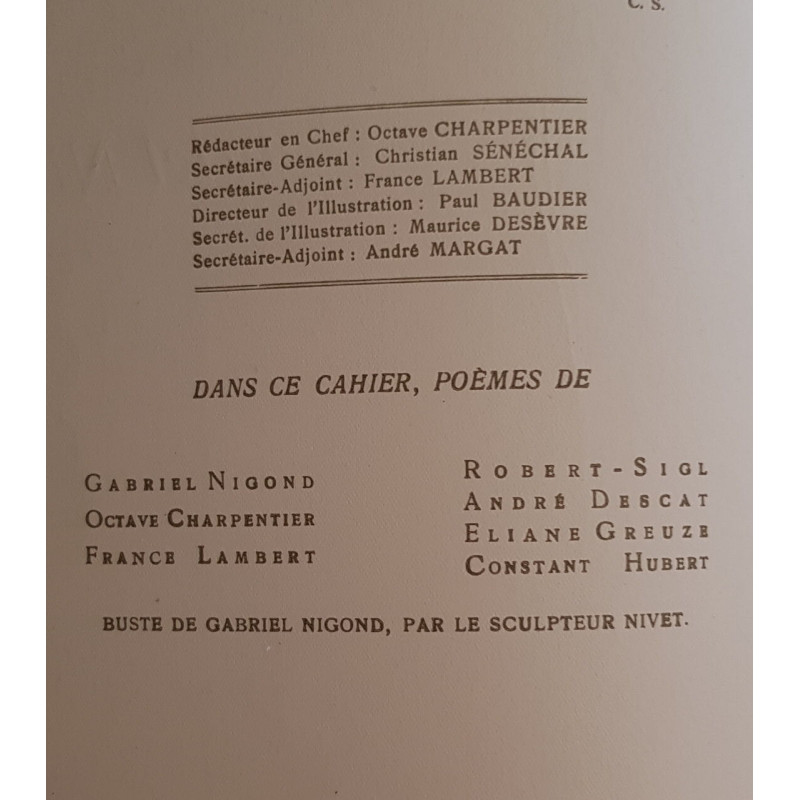 C. S.
Rédacteur en Chef : Octave CHARPENTIER
Secrétaire Général : Christian SÉNÉCHAL
Secrétaire-Adjoint : France LAMBERT
Directeur de l'Illustration : Paul BAUDIER
Secrét. de l'Illustration : Maurice DESÈVRE
Secrétaire-Adjoint : André MARGAT
DANS CE CAHIER, POÈMES DE
GABRIEL NIGOND
OCTAVE CHARPENTIER
FRANCE LAMBERT
ROBERT-SIGL
ANDRÉ DESCAT
ELIANE GREUZE
CONSTANT HUBERT
BUSTE DE GABRIEL NIGOND, PAR LE SCULPTEUR NIVET.